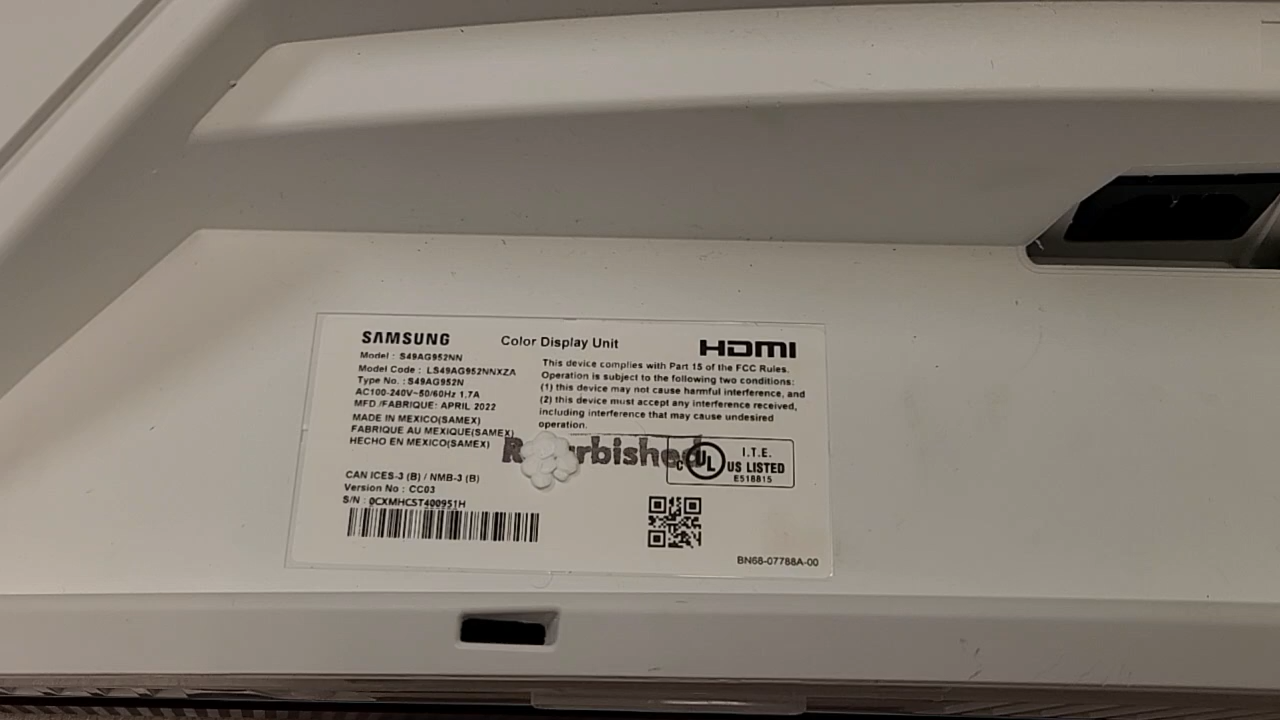 SAMSUNG
Color Display Unit
HDMI
Model : S49AG952NN
Model Code : LS49AG952NNXZA
Type No. : S49AG952N
AC100-240V~50/60Hz 1.7A
MFD /FABRIQUE: APRIL 2022
MADE IN MEXICO(SAMEX)
FABRIQUE AU MEXIQUE(SAMEX)
HECHO EN MEXICO(SAMEX)
This device complies with Part 15 of the FCC Rules.
Operation is subject to the following two conditions:
(1) this device may not cause harmful interference, and
(2) this device must accept any interference received,
including interference that may cause undesired
operation.
CAN ICES-3 (B) / NMB-3 (B)
Version No : CC03
S/N : 0CXMHCST400951H
C UL US LISTED
I.T.E.
E518815
BN68-07788A-00